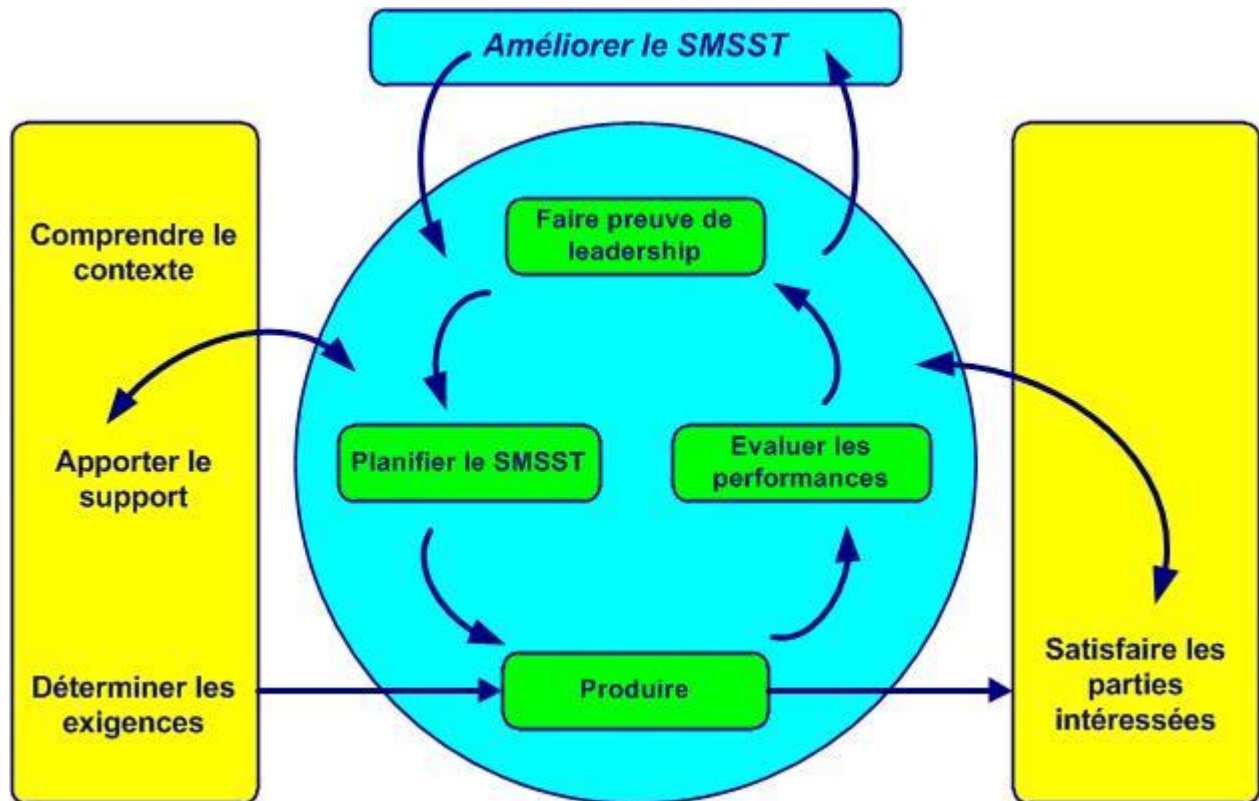 Améliorer le SMSST
Comprendre le
contexte
Apporter le
support
Déterminer les
exigences
Faire preuve de
leadership
Planifier le SMSST
Evaluer les
performances
Produire
Satisfaire les
parties
intéressées